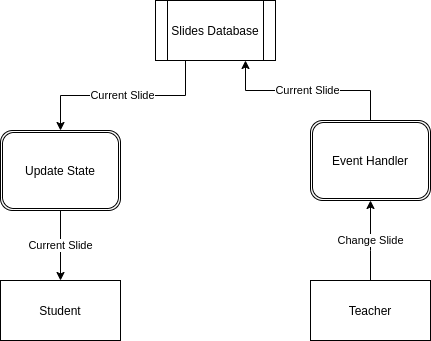 Slides Database
Current Slide
Current Slide
Update State
Event Handler
Current Slide
Change Slide
Student
Teacher